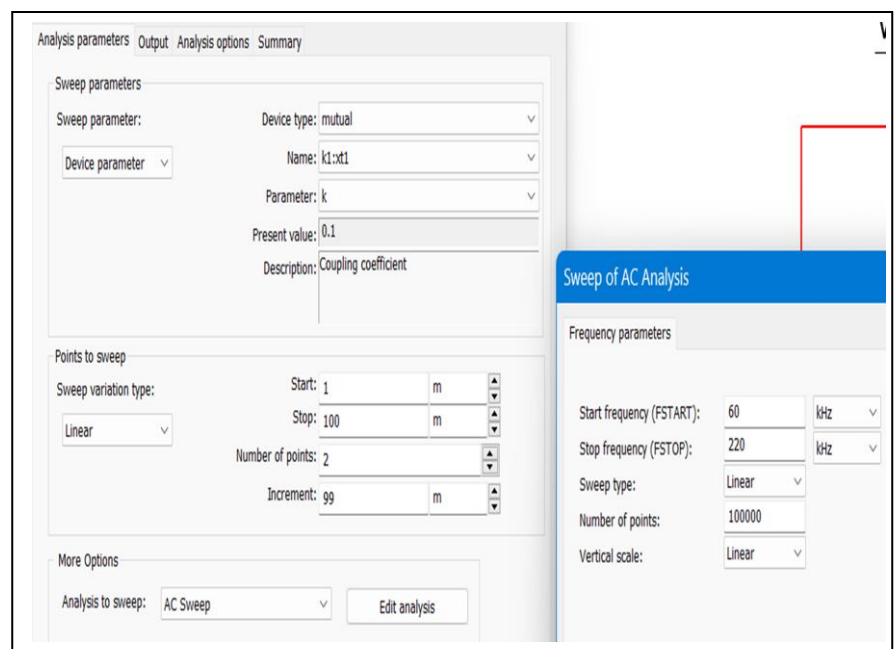 Analysis parameters Output Analysis options Summary
Sweep parameters
Sweep parameter:
Device parameter
Device type: mutual
Name: k1:xt1
Parameter: k
Present value: 0.1
Description: Coupling coefficient
Points to sweep
Sweep variation type:
Linear
Start: 1 m
Stop: 100 m
Number of points: 2
Increment: 99 m
More Options
Analysis to sweep: AC Sweep Edit analysis
Sweep of AC Analysis
Frequency parameters
Start frequency (FSTART): 60 kHz
Stop frequency (FSTOP): 220 kHz
Sweep type: Linear
Number of points: 100000
Vertical scale: Linear